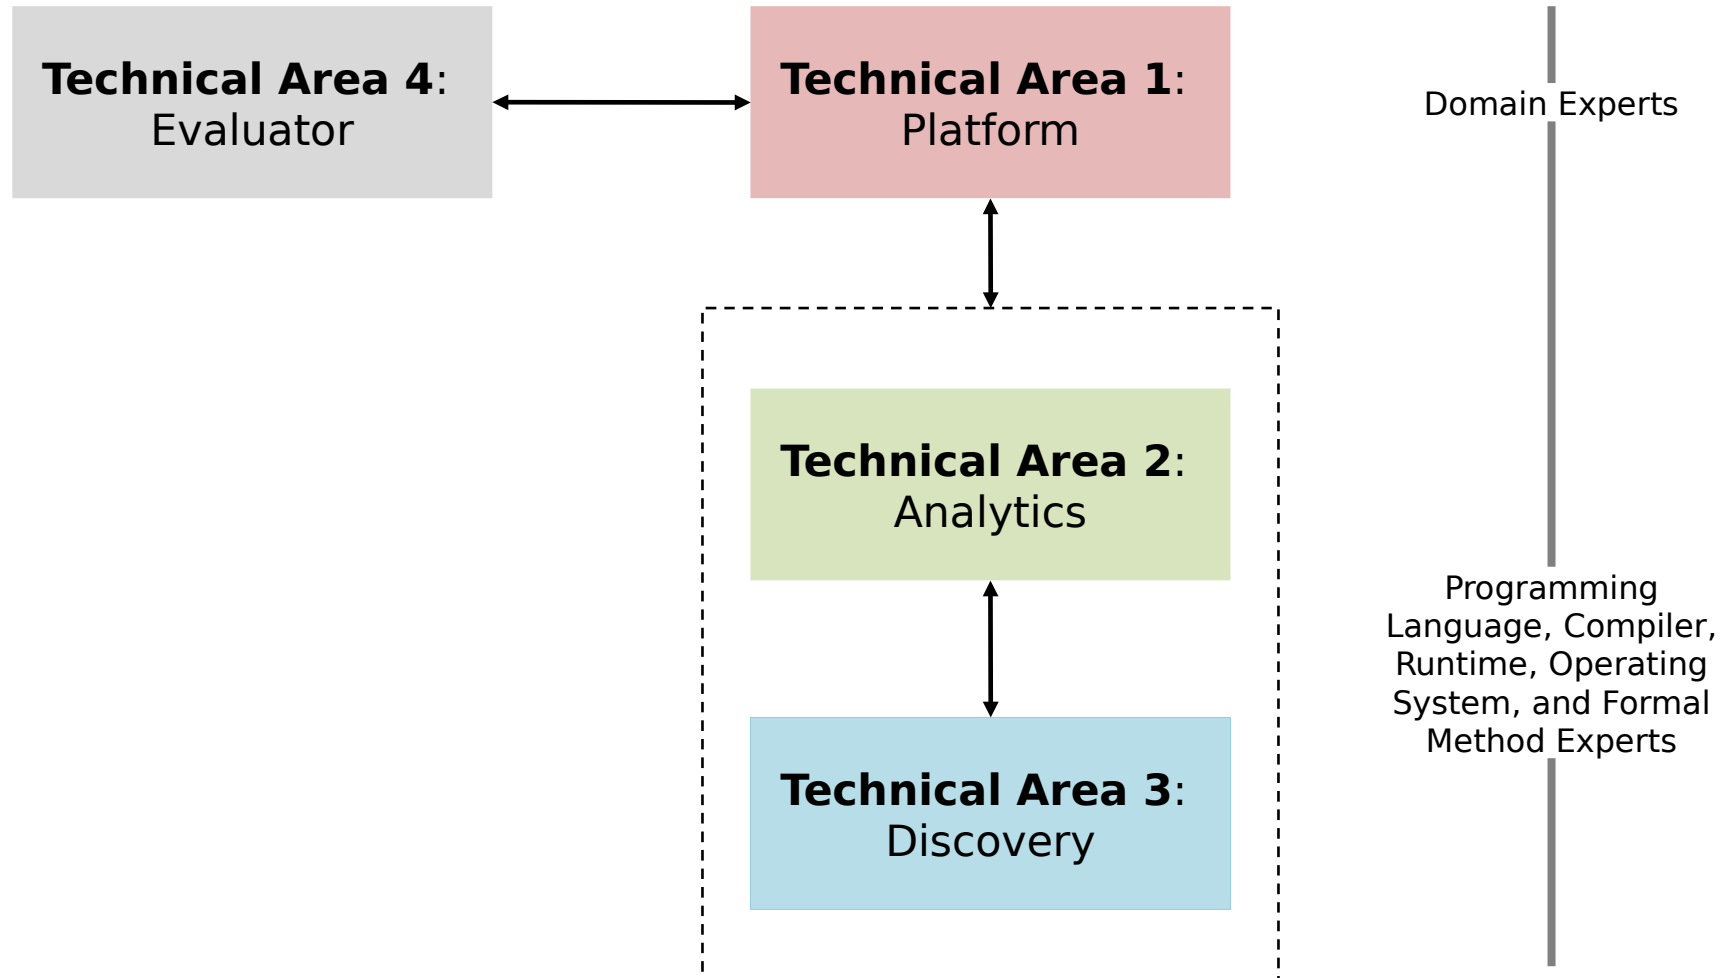 Technical Area 4:
Evaluator
Technical Area 1:
Platform
Domain Experts
Technical Area 2:
Analytics
Programming
Language, Compiler,
Runtime, Operating
System, and Formal
Method Experts
Technical Area 3:
Discovery